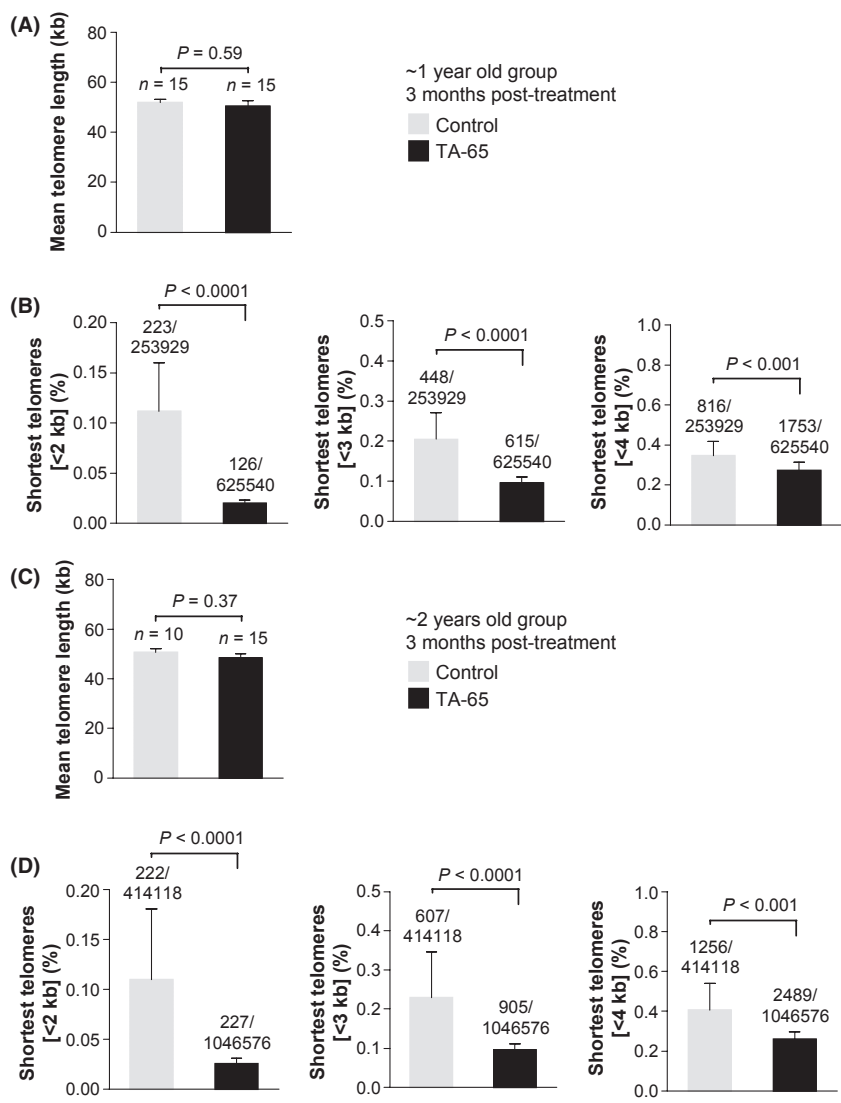 (A)
Mean telomere length (kb)
80
60
40
20
0
P = 0.59
n = 15
n = 15
~1 year old group
3 months post-treatment
Control
TA-65
(B)
Shortest telomeres
[<2 kb] (%)
0.20
0.15
0.10
0.05
0.00
P < 0.0001
223/
253929
126/
625540
Shortest telomeres
[<3 kb] (%)
0.5
0.4
0.3
0.2
0.1
0.0
P < 0.0001
448/
253929
615/
625540
Shortest telomeres
[<4 kb] (%)
1.0
0.8
0.6
0.4
0.2
0.0
P < 0.001
816/
253929
1753/
625540
(C)
Mean telomere length (kb)
80
60
40
20
0
P = 0.37
n = 10
n = 15
~2 years old group
3 months post-treatment
Control
TA-65
(D)
Shortest telomeres
[<2 kb] (%)
0.20
0.15
0.10
0.05
0.00
P < 0.0001
222/
414118
227/
1046576
Shortest telomeres
[<3 kb] (%)
0.5
0.4
0.3
0.2
0.1
0.0
P < 0.0001
607/
414118
905/
1046576
Shortest telomeres
[<4 kb] (%)
1.0
0.8
0.6
0.4
0.2
0.0
P < 0.001
1256/
414118
2489/
1046576